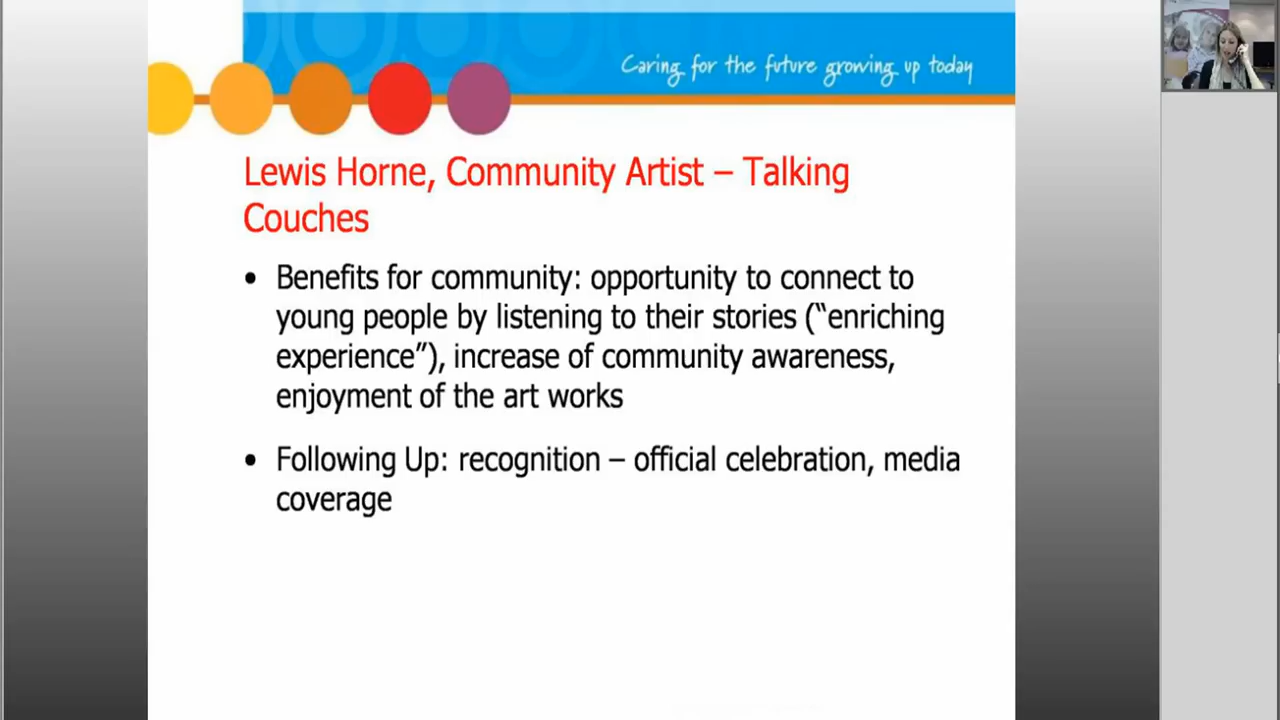 Caring for the future growing up today
Lewis Horne, Community Artist – Talking
Couches
• Benefits for community: opportunity to connect to
young people by listening to their stories (“enriching
experience”), increase of community awareness,
enjoyment of the art works
• Following Up: recognition – official celebration, media
coverage